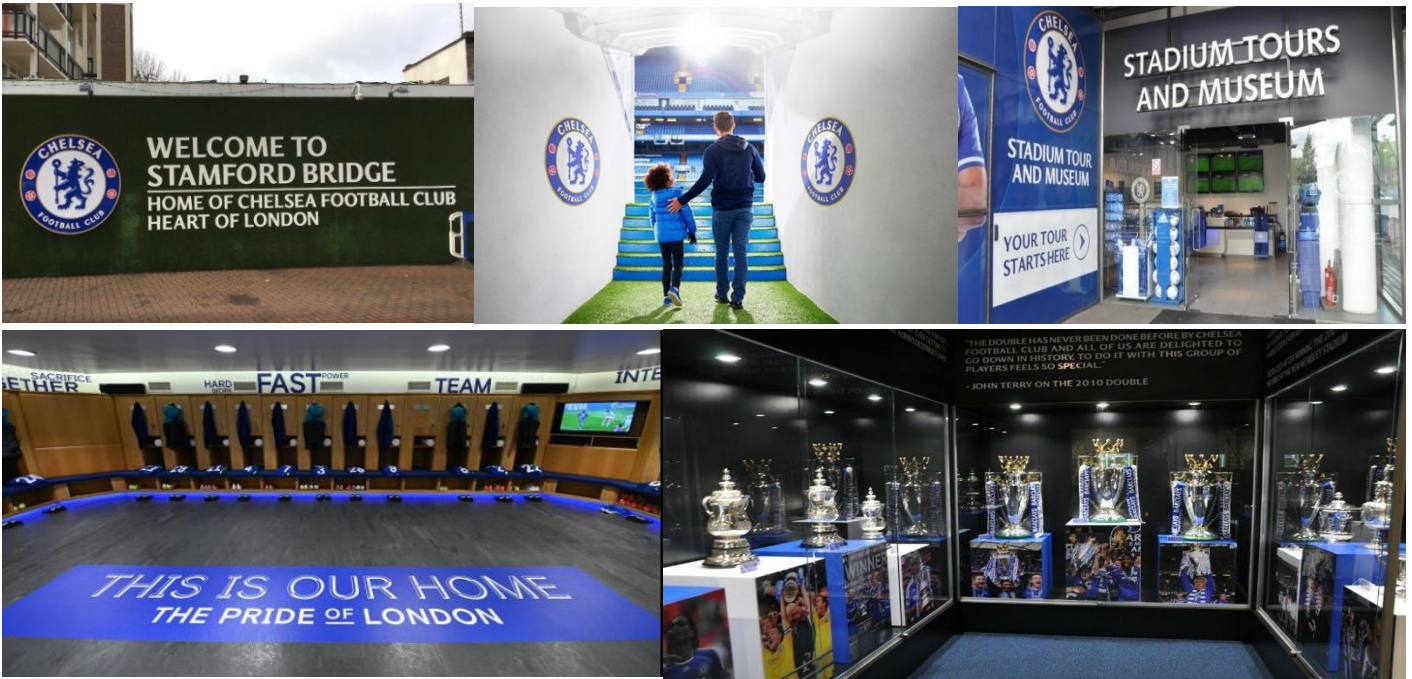 CHELSEA
FOOTBALL CLUB
WELCOME TO
STAMFORD BRIDGE
HOME OF CHELSEA FOOTBALL CLUB
HEART OF LONDON
CHELSEA
FOOTBALL CLUB
CHELSEA
FOOTBALL CLUB
CHELSEA
FOOTBALL CLUB
STADIUM TOUR
AND MUSEUM
YOUR TOUR
STARTS HERE
STADIUM TOURS
AND MUSEUM
SACRIFICE
GETHER
HARD
WORK
FAST
POWER
TEAM
INTE
THIS IS OUR HOME
THE PRIDE OF LONDON
"THE DOUBLE HAS NEVER BEEN DONE BEFORE BY CHELSEA
FOOTBALL CLUB AND ALL OF US ARE DELIGHTED TO
GO DOWN IN HISTORY. TO DO IT WITH THIS GROUP OF
PLAYERS FEELS SO SPECIAL."
- JOHN TERRY ON THE 2010 DOUBLE
WINNER